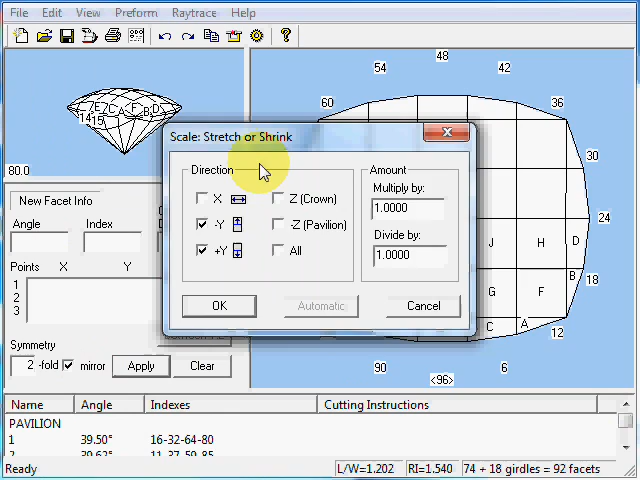 File Edit View Preform Raytrace Help
48
54 42
60 36
14 E C A F B D
15
80.0
30
24
18
12
6
<96>
90
J H D
B
G F
C A
Scale: Stretch or Shrink
Direction
X Z (Crown)
-Y -Z (Pavilion)
+Y All
Amount
Multiply by:
1.0000
Divide by:
1.0000
OK Automatic Cancel
New Facet Info
Angle Index
Points X Y
1
2
3
Symmetry
2 -fold mirror Apply Clear
Name Angle Indexes Cutting Instructions
PAVILION
1 39.50° 16-32-64-80
2 39.62° 11-37-59-85
Ready L/W=1.202 RI=1.540 74 + 18 girdles = 92 facets